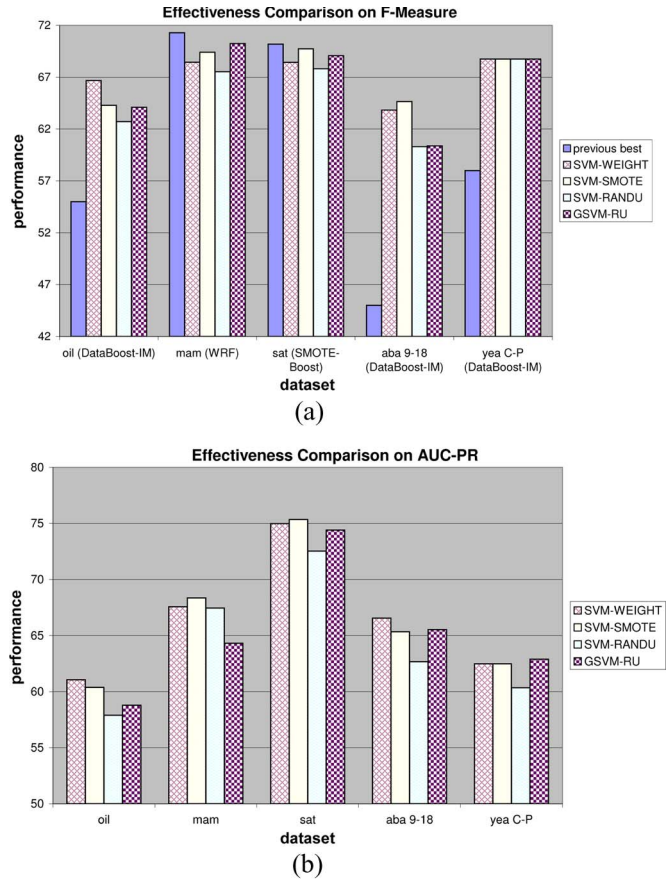 Effectiveness Comparison on F-Measure
72
67
62
57
52
47
42
performance
oil (DataBoost-IM)
mam (WRF)
sat (SMOTE-
Boost)
aba 9-18
(DataBoost-IM)
yea C-P
(DataBoost-IM)
dataset
previous best
SVM-WEIGHT
SVM-SMOTE
SVM-RANDU
GSVM-RU
(a)
Effectiveness Comparison on AUC-PR
80
75
70
65
60
55
50
performance
oil
mam
sat
aba 9-18
yea C-P
dataset
SVM-WEIGHT
SVM-SMOTE
SVM-RANDU
GSVM-RU
(b)